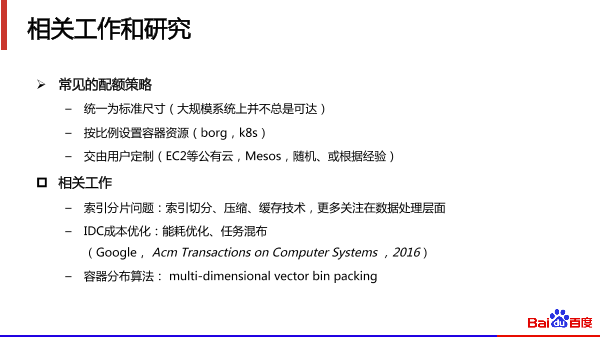 相关工作和研究
➢ 常见的配额策略
– 统一为标准尺寸（大规模系统上并不总是可达）
– 按比例设置容器资源（borg，k8s）
– 交由用户定制（EC2等公有云，Mesos，随机、或根据经验）
❑ 相关工作
– 索引分片问题：索引切分、压缩、缓存技术，更多关注在数据处理层面
– IDC成本优化：能耗优化、任务混布
（Google， Acm Transactions on Computer Systems ，2016）
– 容器分布算法： multi-dimensional vector bin packing
Bai du 百度